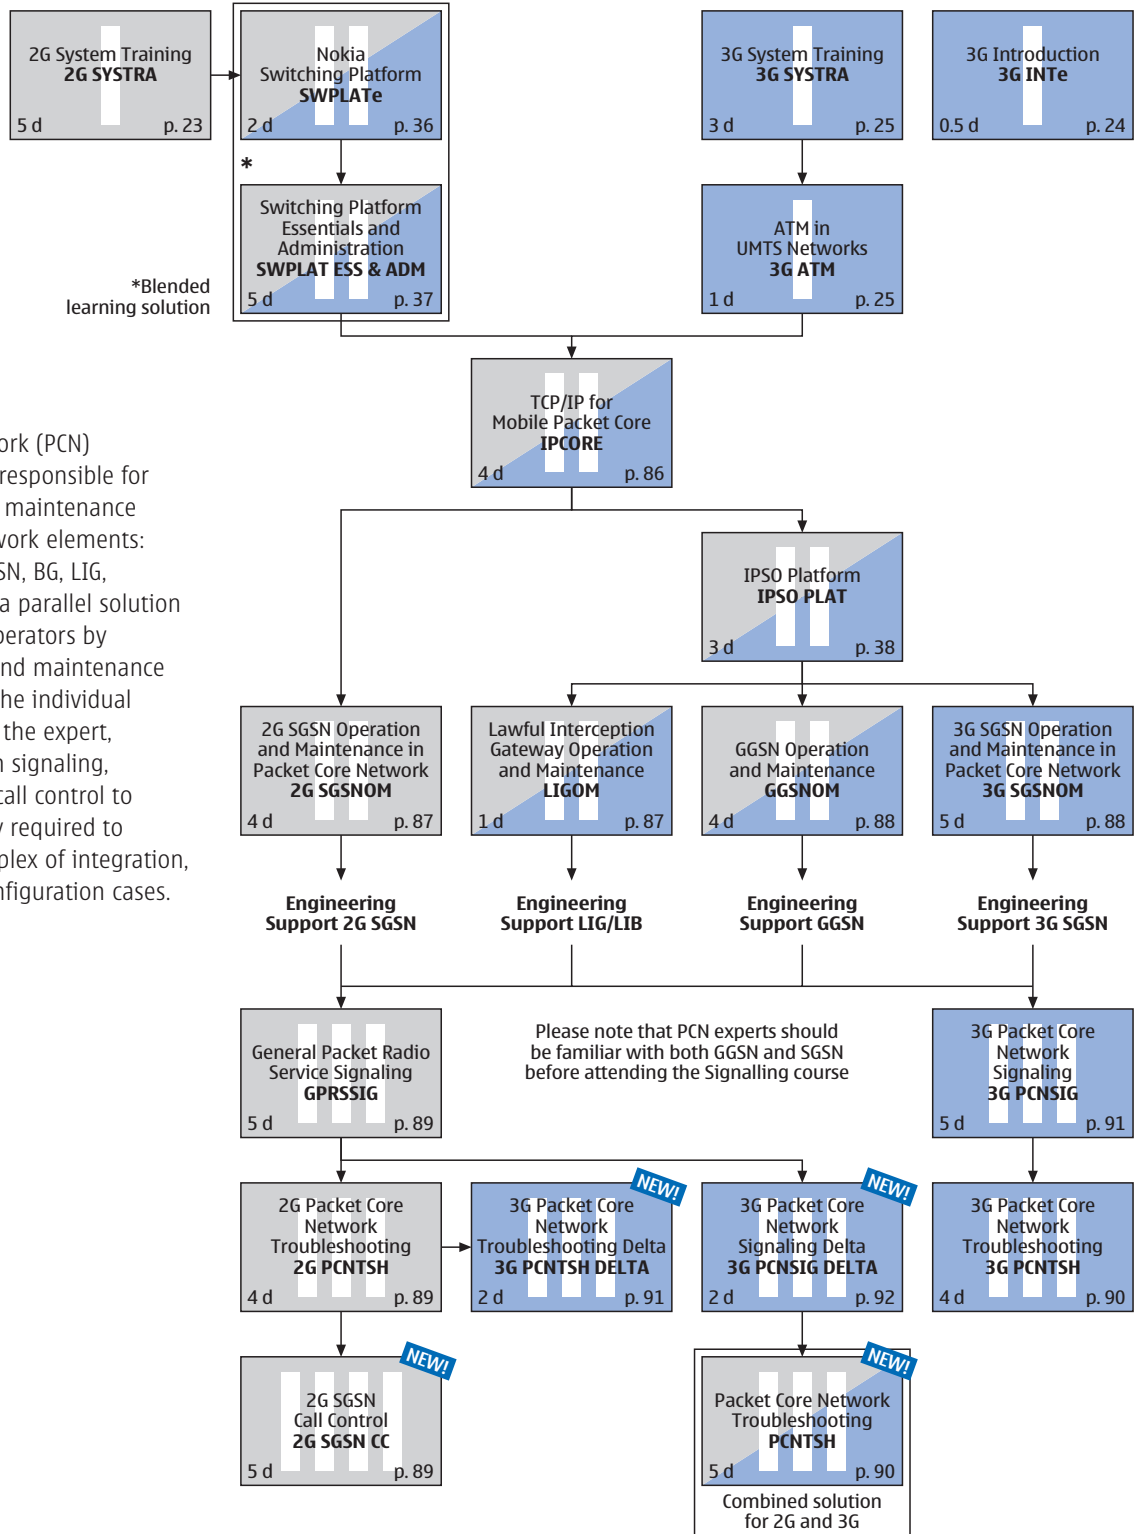 2G System Training
2G SYSTRA
5 d p. 23
Nokia
Switching Platform
SWPLATe
2 d p. 36
3G System Training
3G SYSTRA
3 d p. 25
3G Introduction
3G INTe
0.5 d p. 24
*
Switching Platform
Essentials and
Administration
SWPLAT ESS & ADM
5 d p. 37
ATM in
UMTS Networks
3G ATM
1 d p. 25
*Blended
learning solution
TCP/IP for
Mobile Packet Core
IPCORE
4 d p. 86
ork (PCN)
responsible for
maintenance
work elements:
SN, BG, LIG,
a parallel solution
perators by
nd maintenance
he individual
the expert,
n signaling,
call control to
y required to
plex of integration,
nfiguration cases.
IPSO Platform
IPSO PLAT
3 d p. 38
2G SGSN Operation
and Maintenance in
Packet Core Network
2G SGSNOM
4 d p. 87
Lawful Interception
Gateway Operation
and Maintenance
LIGOM
1 d p. 87
GGSN Operation
and Maintenance
GGSNOM
4 d p. 88
3G SGSN Operation
and Maintenance in
Packet Core Network
3G SGSNOM
5 d p. 88
Engineering
Support 2G SGSN
Engineering
Support LIG/LIB
Engineering
Support GGSN
Engineering
Support 3G SGSN
General Packet Radio
Service Signaling
GPRSSIG
5 d p. 89
Please note that PCN experts should
be familiar with both GGSN and SGSN
before attending the Signalling course
3G Packet Core
Network
Signaling
3G PCNSIG
5 d p. 91
2G Packet Core
Network
Troubleshooting
2G PCNTSH
4 d p. 89
NEW!
3G Packet Core
Network
Troubleshooting Delta
3G PCNTSH DELTA
2 d p. 91
NEW!
3G Packet Core
Network
Signaling Delta
3G PCNSIG DELTA
2 d p. 92
3G Packet Core
Network
Troubleshooting
3G PCNTSH
4 d p. 90
NEW!
2G SGSN
Call Control
2G SGSN CC
5 d p. 89
NEW!
Packet Core Network
Troubleshooting
PCNTSH
5 d p. 90
Combined solution
for 2G and 3G